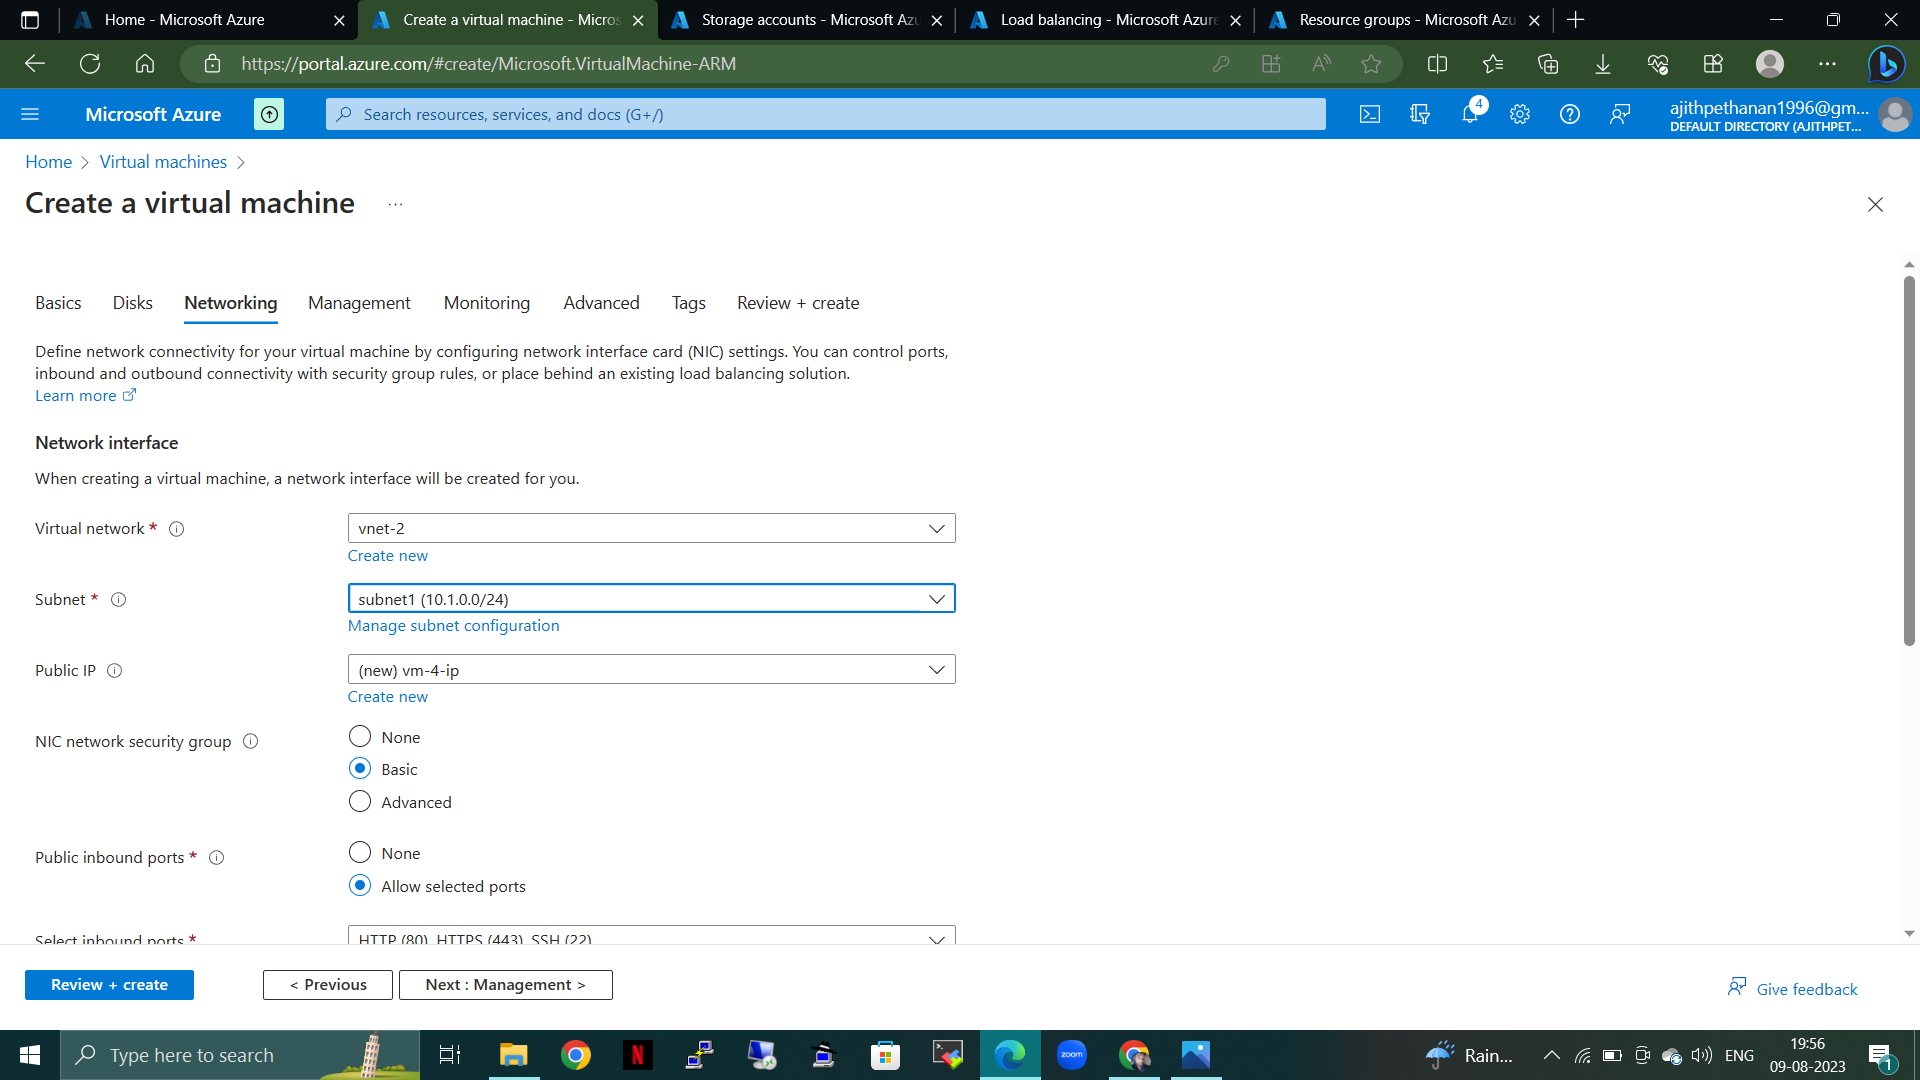 Home - Microsoft Azure
Create a virtual machine - Micros
Storage accounts - Microsoft Azu
Load balancing - Microsoft Azure
Resource groups - Microsoft Azu
https://portal.azure.com/#create/Microsoft.VirtualMachine-ARM
Microsoft Azure
Search resources, services, and docs (G+/)
4
ajithpethanan1996@gm...
DEFAULT DIRECTORY (AJITHPET...
Home > Virtual machines >
Create a virtual machine ...
Basics Disks Networking Management Monitoring Advanced Tags Review + create
Define network connectivity for your virtual machine by configuring network interface card (NIC) settings. You can control ports,
inbound and outbound connectivity with security group rules, or place behind an existing load balancing solution.
Learn more
Network interface
When creating a virtual machine, a network interface will be created for you.
Virtual network *
vnet-2
Create new
Subnet *
subnet1 (10.1.0.0/24)
Manage subnet configuration
Public IP
(new) vm-4-ip
Create new
NIC network security group
None
Basic
Advanced
Public inbound ports *
None
Allow selected ports
Select inbound ports *
HTTP (80), HTTPS (443), SSH (22)
Review + create
< Previous
Next : Management >
Give feedback
Type here to search
zoom
Rain...
ENG
19:56
09-08-2023
1